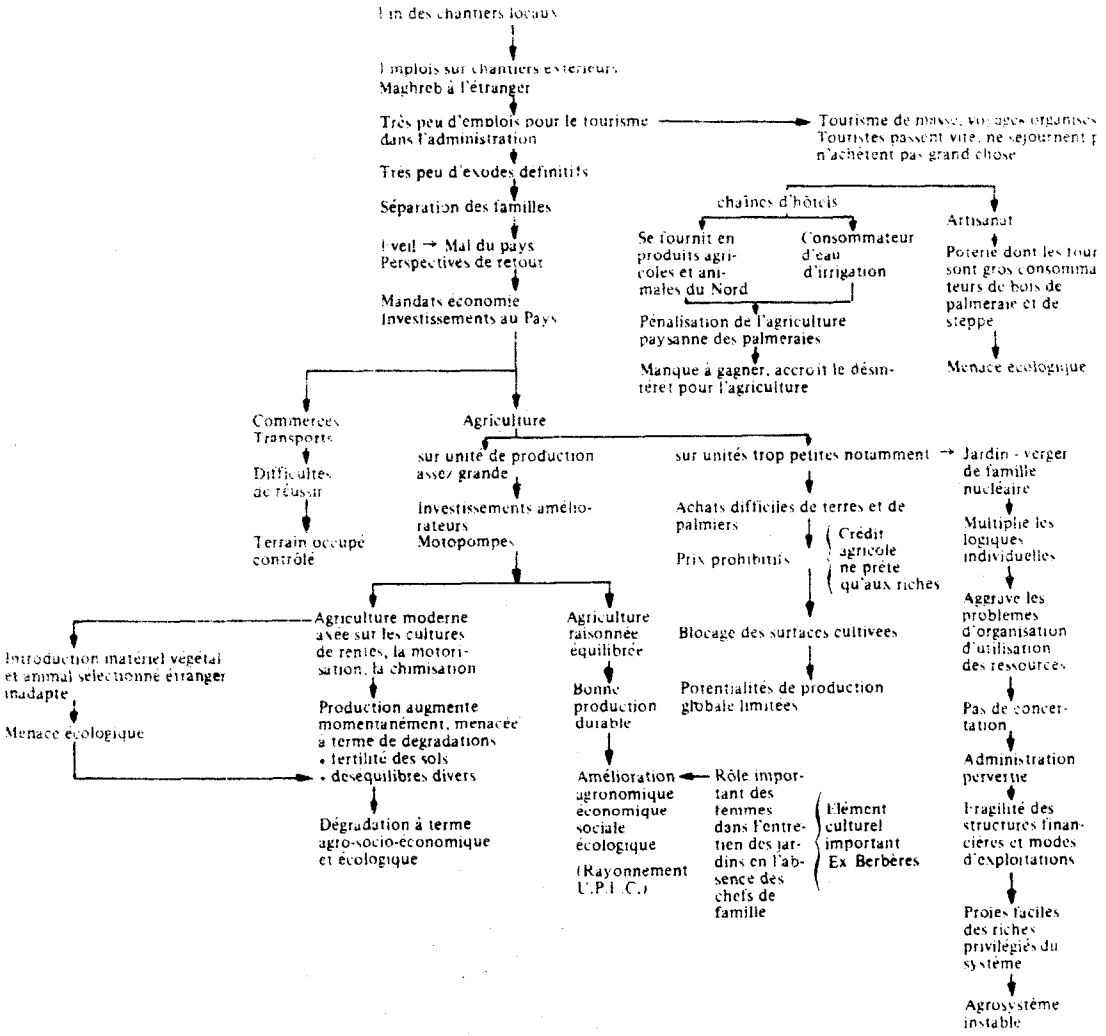 Fin des chantiers locaux
Emplois sur chantiers extérieurs
Maghreb à l'étranger
Très peu d'emplois pour le tourisme
dans l'administration
Tourisme de masse, voyages organisés
Touristes passent vite, ne séjournent
n'achètent pas grand chose
Très peu d'exodes définitifs
Séparation des familles
Eveil → Mal du pays
Perspectives de retour
Mandats économie
Investissements au Pays
chaînes d'hôtels
Se fournit en
produits agri-
coles et ani-
males du Nord
Consommateur
d'eau
d'irrigation
Pénalisation de l'agriculture
paysanne des palmeraies
Manque à gagner, accroit le désin-
térêt pour l'agriculture
Artisanat
Poterie dont les four
sont gros consomma
teurs de bois de
palmeraie et de
steppe
Menace écologique
Commerces
Transports
Difficultés
de réussir
Terrain occupé
contrôlé
Agriculture
sur unité de production
assez grande
Investissements amélio-
rateurs
Motopompes
sur unités trop petites notamment →
Achats difficiles de terres et de
palmiers
Prix prohibitifs
Crédit
agricole
ne prête
qu'aux riches
Blocage des surfaces cultivées
Potentialités de production
globale limitées
Jardin - verger
de famille
nucléaire
Multiplie les
logiques
individuelles
Aggrave les
problèmes
d'organisation
d'utilisation
des ressources
Pas de concer-
tation
Administration
pervertie
Fragilité des
structures finan-
cières et modes
d'exploitations
Proies faciles
des riches
privilégiés du
système
Agrosystème
instable
Agriculture moderne
axée sur les cultures
de rentes, la motori-
sation, la chimisation
Introduction matériel végétal
et animal sélectionné étranger
inadapte
Menace écologique
Production augmente
momentanément, menacée
à terme de dégradations
• fertilité des sols
• deséquilibres divers
Dégradation à terme
agro-socio-économique
et écologique
Agriculture
raisonnée
équilibrée
Bonne
production
durable
Amélioration
agronomique
économique
sociale
écologique
(Rayonnement
Rôle impor-
tant des
femmes
dans l'entre-
tien des jar-
dins en l'ab-
sence des
chefs de
famille
Elément
culturel
important
Ex Berbères